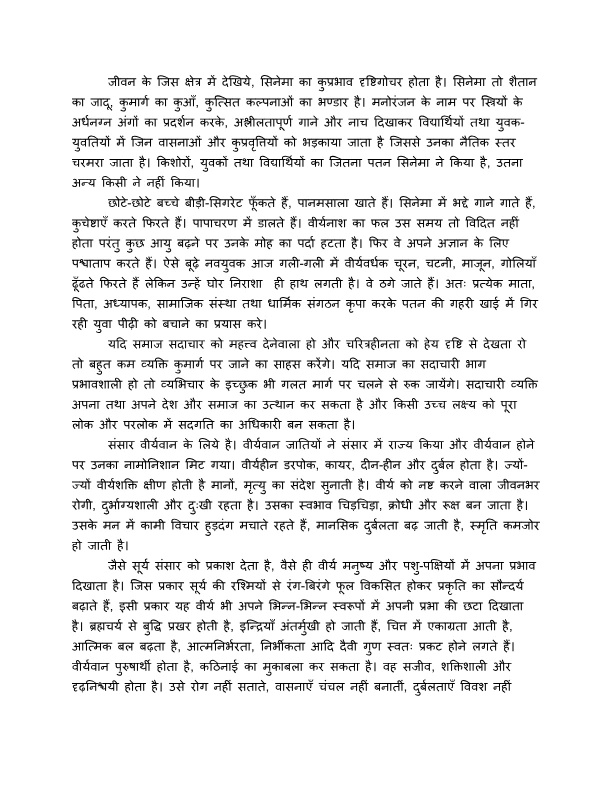 जीवन के जिस क्षेत्र में देखिये, सिनेमा का कुप्रभाव दृष्टिगोचर होता है। सिनेमा तो शैतान
का जादू, कुमार्ग का कुआँ, कुत्सित कल्पनाओं का भण्डार है। मनोरंजन के नाम पर स्त्रियों के
अर्धनग्न अंगों का प्रदर्शन करके, अश्लीलतापूर्ण गाने और नाच दिखाकर विद्यार्थियों तथा युवक-
युवतियों में जिन वासनाओं और कुप्रवृत्तियों को भड़काया जाता है जिससे उनका नैतिक स्तर
चरमरा जाता है। किशोरों, युवकों तथा विद्यार्थियों का जितना पतन सिनेमा ने किया है, उतना
अन्य किसी ने नहीं किया।
छोटे-छोटे बच्चे बीड़ी-सिगरेट फूँकते हैं, पानमसाला खाते हैं। सिनेमा में भद्दे गाने गाते हैं,
कुचेष्टाएँ करते फिरते हैं। पापाचरण में डालते हैं। वीर्यनाश का फल उस समय तो विदित नहीं
होता परंतु कुछ आयु बढ़ने पर उनके मोह का पर्दा हटता है। फिर वे अपने अज्ञान के लिए
पश्चाताप करते हैं। ऐसे बूढ़े नवयुवक आज गली-गली में वीर्यवर्धक चूरन, चटनी, माजून, गोलियाँ
ढूँढते फिरते हैं लेकिन उन्हें घोर निराशा ही हाथ लगती है। वे ठगे जाते हैं। अतः प्रत्येक माता,
पिता, अध्यापक, सामाजिक संस्था तथा धार्मिक संगठन कृपा करके पतन की गहरी खाई में गिर
रही युवा पीढ़ी को बचाने का प्रयास करे।
यदि समाज सदाचार को महत्त्व देनेवाला हो और चरित्रहीनता को हेय दृष्टि से देखता रो
तो बहुत कम व्यक्ति कुमार्ग पर जाने का साहस करेंगे। यदि समाज का सदाचारी भाग
प्रभावशाली हो तो व्यभिचार के इच्छुक भी गलत मार्ग पर चलने से रुक जायेंगे। सदाचारी व्यक्ति
अपना तथा अपने देश और समाज का उत्थान कर सकता है और किसी उच्च लक्ष्य को पूरा
लोक और परलोक में सदगति का अधिकारी बन सकता है।
संसार वीर्यवान के लिये है। वीर्यवान जातियों ने संसार में राज्य किया और वीर्यवान होने
पर उनका नामोनिशान मिट गया। वीर्यहीन डरपोक, कायर, दीन-हीन और दुर्बल होता है। ज्यों-
ज्यों वीर्यशक्ति क्षीण होती है मानों, मृत्यु का संदेश सुनाती है। वीर्य को नष्ट करने वाला जीवनभर
रोगी, दुर्भाग्यशाली और दुःखी रहता है। उसका स्वभाव चिड़चिड़ा, क्रोधी और रूक्ष बन जाता है।
उसके मन में कामी विचार हुड़दंग मचाते रहते हैं, मानसिक दुर्बलता बढ़ जाती है, स्मृति कमजोर
हो जाती है।
जैसे सूर्य संसार को प्रकाश देता है, वैसे ही वीर्य मनुष्य और पशु-पक्षियों में अपना प्रभाव
दिखाता है। जिस प्रकार सूर्य की रश्मियों से रंग-बिरंगे फूल विकसित होकर प्रकृति का सौन्दर्य
बढ़ाते हैं, इसी प्रकार यह वीर्य भी अपने भिन्न-भिन्न स्वरूपों में अपनी प्रभा की छटा दिखाता
है। ब्रह्मचर्य से बुद्धि प्रखर होती है, इन्द्रियाँ अंतर्मुखी हो जाती हैं, चित्त में एकाग्रता आती है,
आत्मिक बल बढ़ता है, आत्मनिर्भरता, निर्भीकता आदि दैवी गुण स्वतः प्रकट होने लगते हैं।
वीर्यवान पुरुषार्थी होता है, कठिनाई का मुकाबला कर सकता है। वह सजीव, शक्तिशाली और
दृढ़निश्चयी होता है। उसे रोग नहीं सताते, वासनाएँ चंचल नहीं बनातीं, दुर्बलताएँ विवश नहीं